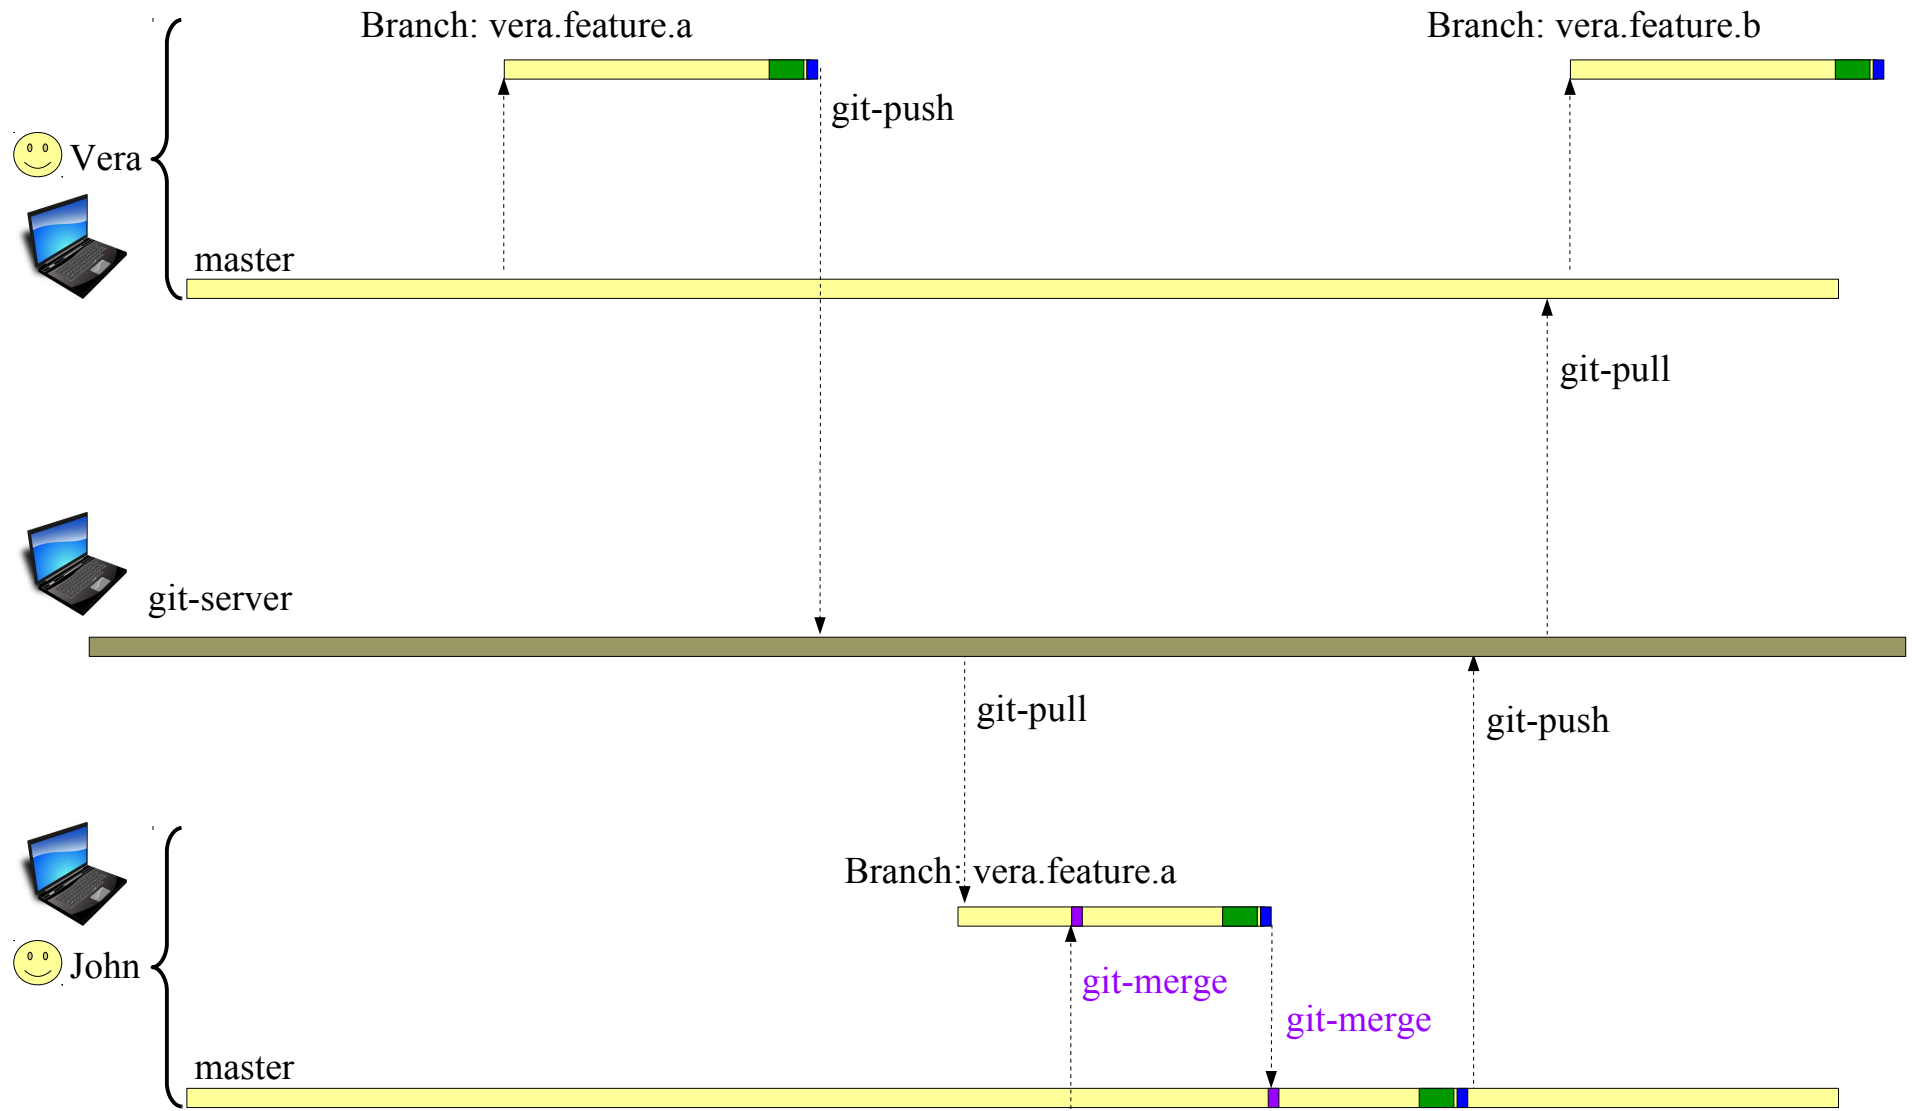 Branch: vera.feature.a
Branch: vera.feature.b
git-push
Vera
master
git-pull
git-server
git-pull
git-push
Branch: vera.feature.a
John
git-merge
git-merge
master